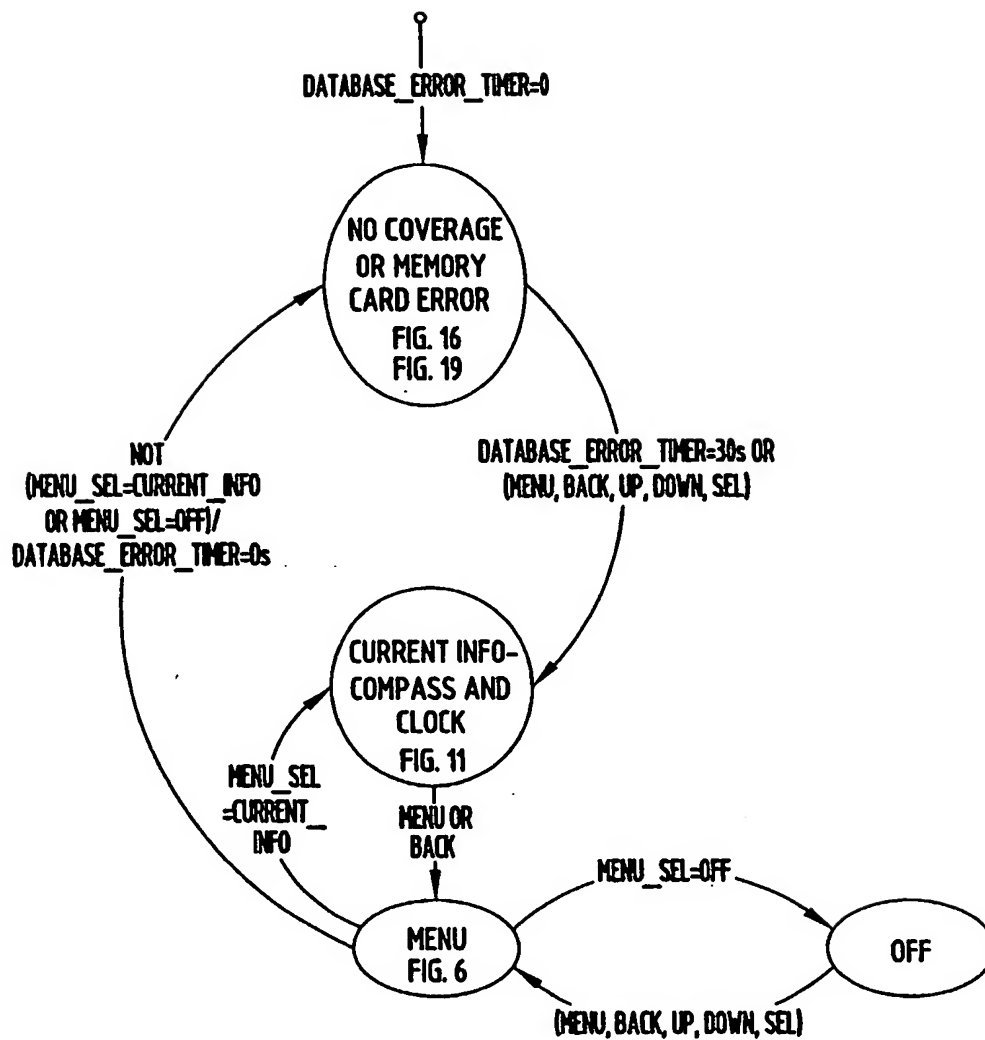 DATABASE_ERROR_TIMER=0
NO COVERAGE
OR MEMORY
CARD ERROR
FIG. 16
FIG. 19
NOT
(MENU_SEL=CURRENT_INFO
OR MENU_SEL=OFF)/
DATABASE_ERROR_TIMER=0s
DATABASE_ERROR_TIMER=30s OR
(MENU, BACK, UP, DOWN, SEL)
CURRENT INFO-
COMPASS AND
CLOCK
FIG. 11
MENU_SEL
=CURRENT_
INFO
MENU OR
BACK
MENU_SEL=OFF
MENU
FIG. 6
OFF
(MENU, BACK, UP, DOWN, SEL)